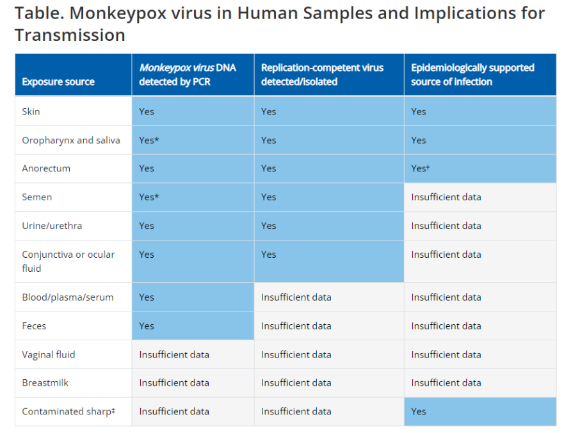 Table. Monkeypox virus in Human Samples and Implications for
Transmission
Exposure source
Monkeypox virus DNA
detected by PCR
Replication-competent virus
detected/isolated
Epidemiologically supported
source of infection
Skin Yes Yes Yes
Oropharynx and saliva Yes* Yes Yes
Anorectum Yes Yes Yes†
Semen Yes* Yes Insufficient data
Urine/urethra Yes Yes Insufficient data
Conjunctiva or ocular
fluid
Yes Yes Insufficient data
Blood/plasma/serum Yes Insufficient data Insufficient data
Feces Yes Insufficient data Insufficient data
Vaginal fluid Insufficient data Insufficient data Insufficient data
Breastmilk Insufficient data Insufficient data Insufficient data
Contaminated sharp‡ Insufficient data Insufficient data Yes